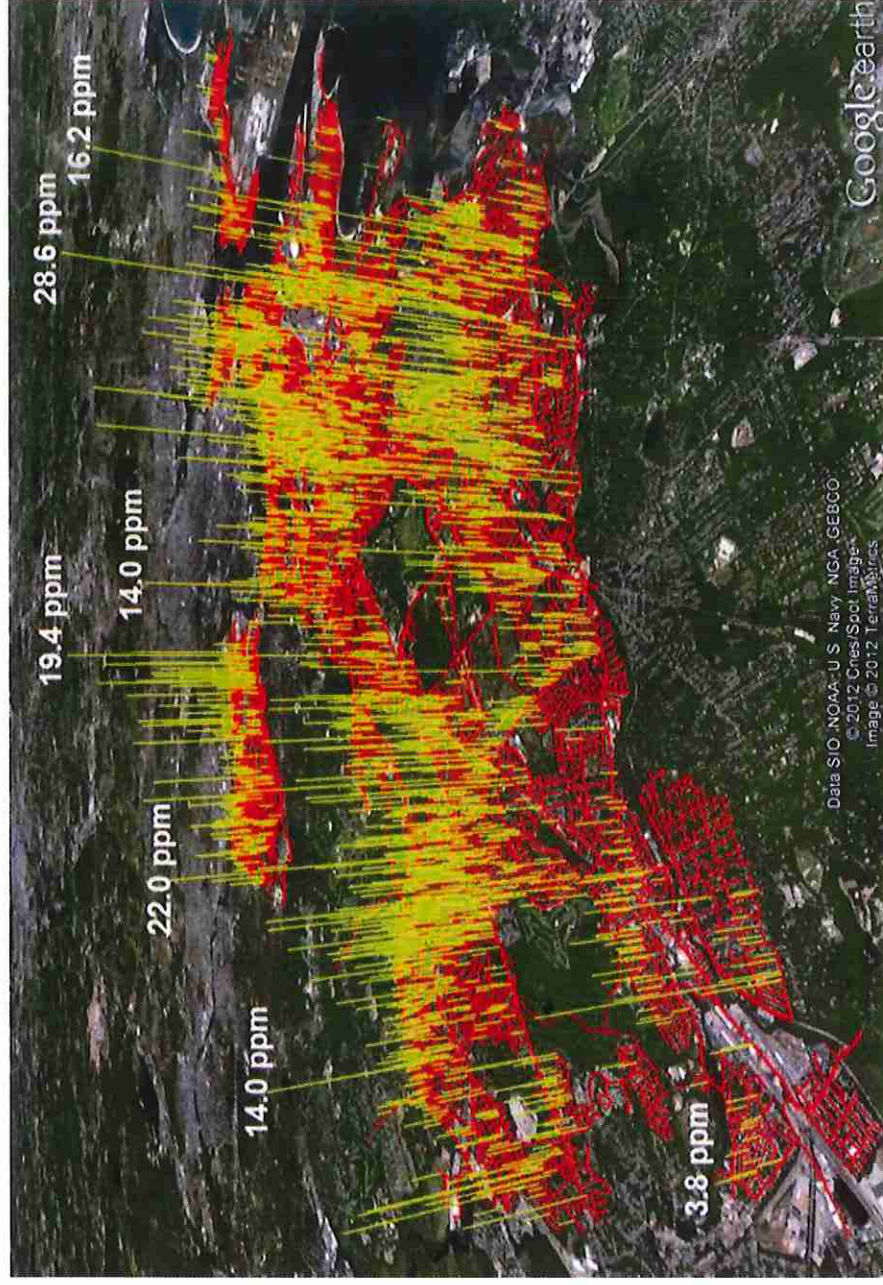 19.4 ppm
28.6 ppm
16.2 ppm
14.0 ppm
22.0 ppm
14.0 ppm
3.8 ppm
Data SIO, NOAA, U.S. Navy, NGA, GEBCO
© 2012 Cnes/Spot Image
Image © 2012 TerraMetrics
Google earth